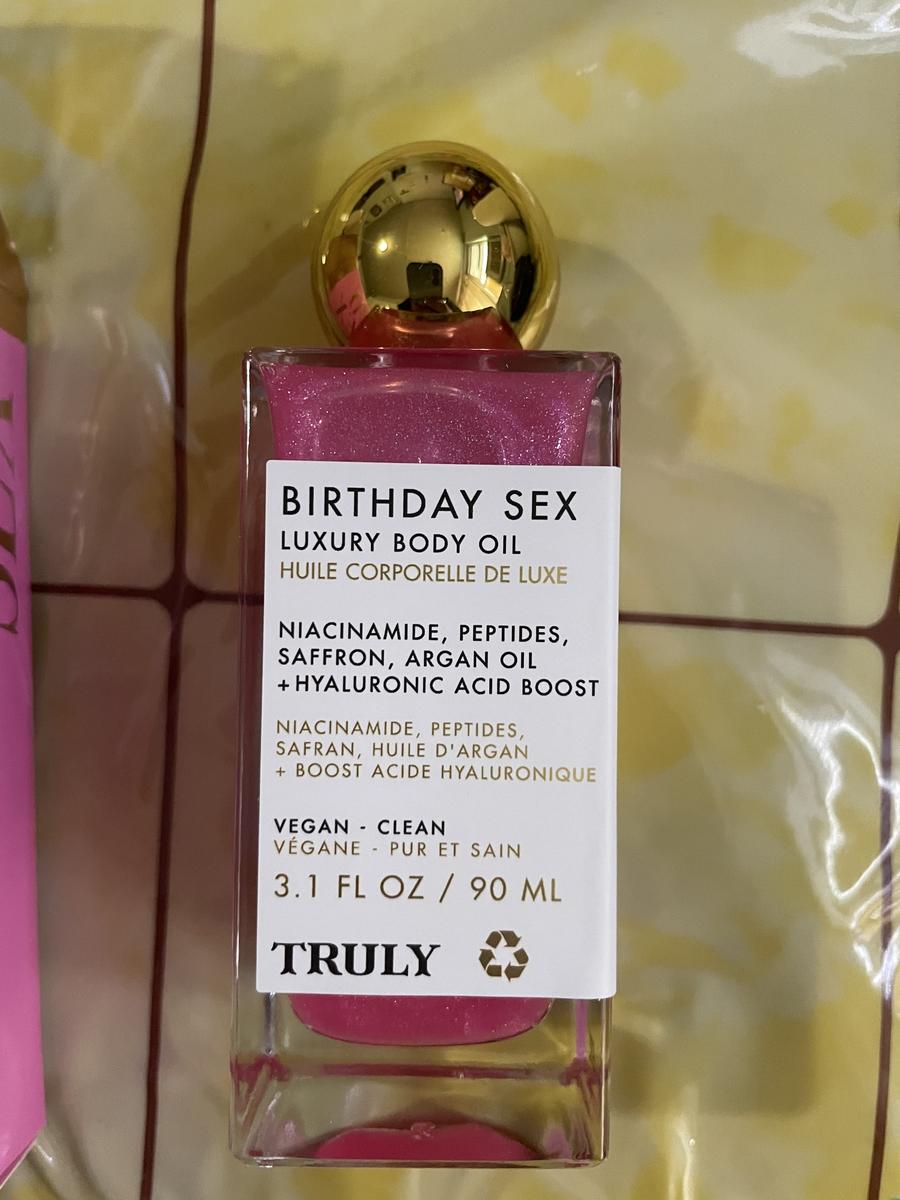 BIRTHDAY SEX
LUXURY BODY OIL
HUILE CORPORELLE DE LUXE
NIACINAMIDE, PEPTIDES,
SAFFRON, ARGAN OIL
+HYALURONIC ACID BOOST
NIACINAMIDE, PEPTIDES,
SAFRAN, HUILE D'ARGAN
+ BOOST ACIDE HYALURONIQUE
VEGAN - CLEAN
VÉGANE - PUR ET SAIN
3.1 FL OZ / 90 ML
TRULY